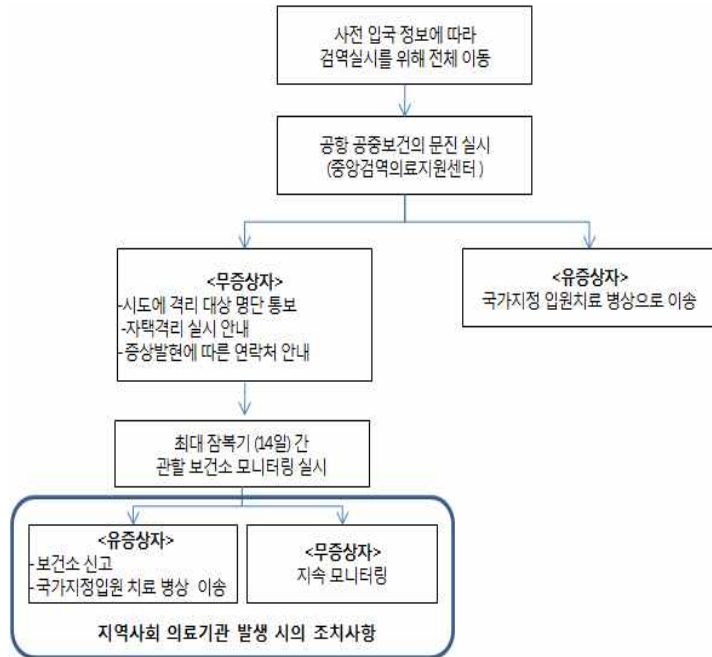 사전 입국 정보에 따라
검역실시를 위해 전체 이동
공항 공중보건의 문진 실시
(중앙검역의료지원센터 )
<무증상자>
-시도에 격리 대상 명단 통보
-자택격리 실시 안내
-증상발현에 따른 연락처 안내
<유증상자>
국가지정 입원치료 병상으로 이송
최대 잠복기 (14일) 간
관할 보건소 모니터링 실시
<유증상자>
- 보건소 신고
- 국가지정입원 치료 병상 이송
<무증상자>
지속 모니터링
지역사회 의료기관 발생 시의 조치사항